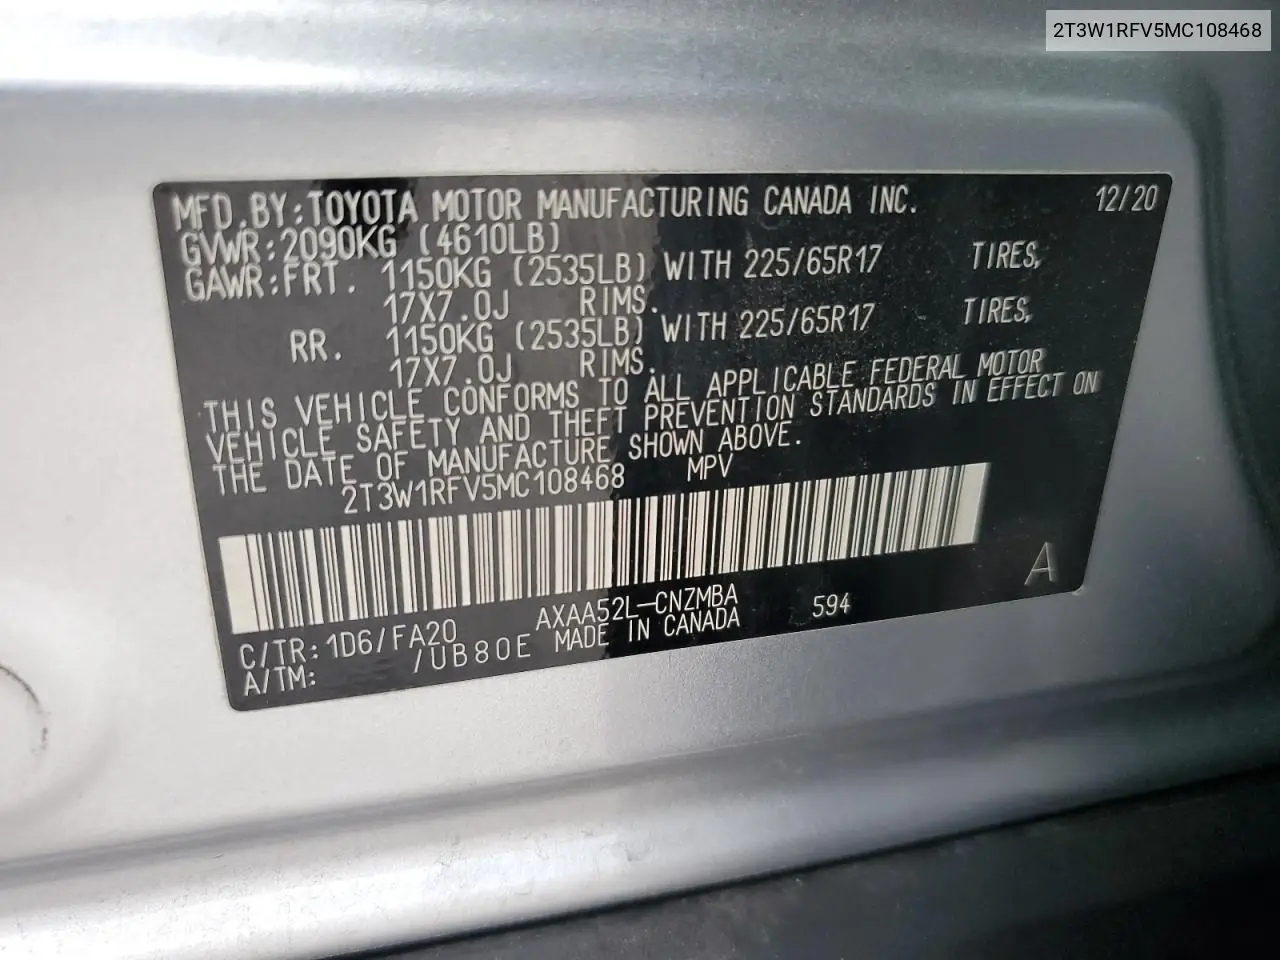 2T3W1RFV5MC108468
MFD.BY:TOYOTA MOTOR MANUFACTURING CANADA INC. 12/20
GVWR:2090KG (4610LB)
GAWR:FRT. 1150KG (2535LB) WITH 225/65R17 TIRES,
17X7.0J RIMS.
RR. 1150KG (2535LB) WITH 225/65R17 TIRES,
17X7.0J RIMS.
THIS VEHICLE CONFORMS TO ALL APPLICABLE FEDERAL MOTOR
VEHICLE SAFETY AND THEFT PREVENTION STANDARDS IN EFFECT ON
THE DATE OF MANUFACTURE SHOWN ABOVE.
2T3W1RFV5MC108468 MPV
A
C/TR:1D6/FA20 AXAA52L-CNZMBA 594
A/TM: /UB80E MADE IN CANADA